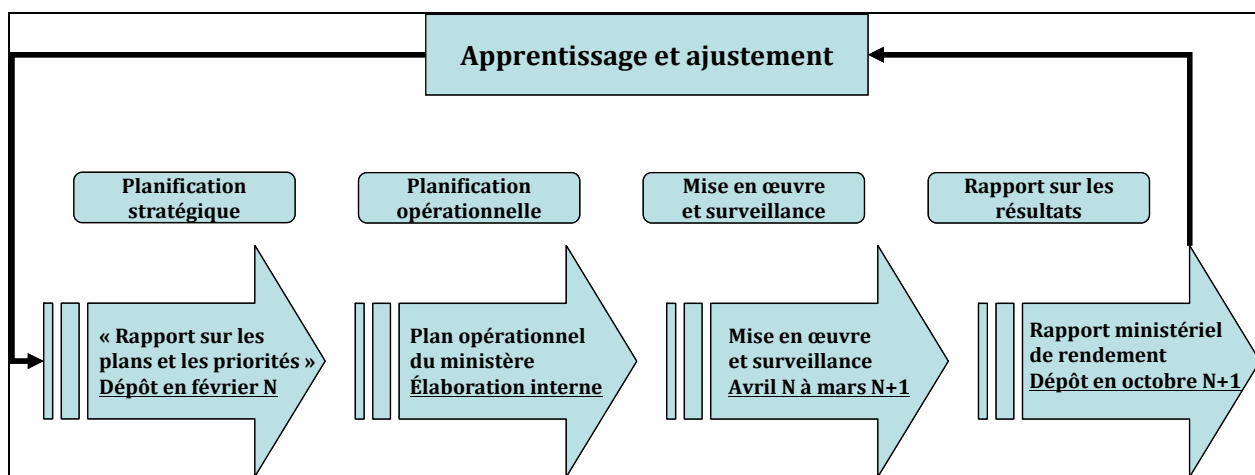 Apprentissage et ajustement
Planification
stratégique
Planification
opérationnelle
Mise en œuvre
et surveillance
Rapport sur les
résultats
« Rapport sur les
plans et les priorités »
Dépôt en février N
Plan opérationnel
du ministère
Élaboration interne
Mise en œuvre
et surveillance
Avril N à mars N+1
Rapport ministériel
de rendement
Dépôt en octobre N+1